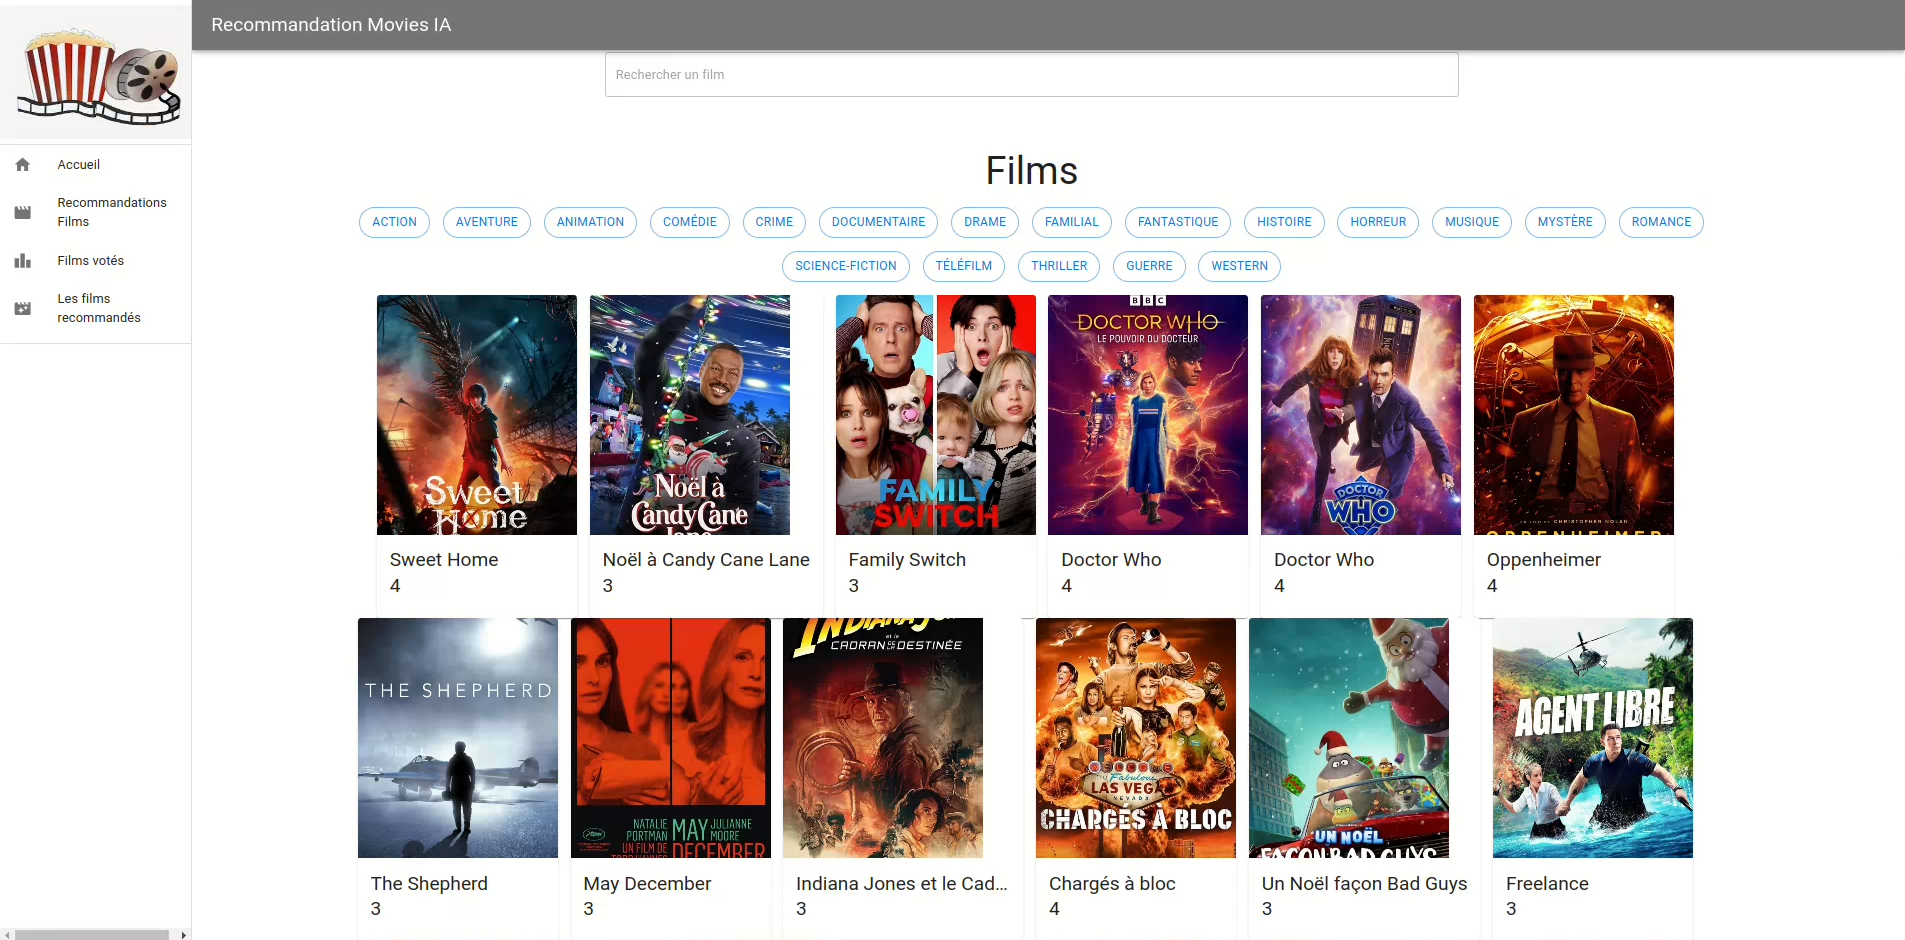 Recommandation Movies IA
Rechercher un film
Accueil
Recommandations
Films
Films votés
Les films
recommandés
Films
ACTION AVENTURE ANIMATION COMÉDIE CRIME DOCUMENTAIRE DRAME FAMILIAL FANTASTIQUE HISTOIRE HORREUR MUSIQUE MYSTÈRE ROMANCE
SCIENCE-FICTION TÉLÉFILM THRILLER GUERRE WESTERN
Sweet
Home
Noël à
Candy Cane
Lane
FAMILY
SWITCH
BBC
DOCTOR WHO
LE POUVOIR DU DOCTEUR
DOCTOR
WHO
UN FILM DE CHRISTOPHER NOLAN
OPPENHEIMER
Sweet Home
4
Noël à Candy Cane Lane
3
Family Switch
3
Doctor Who
4
Doctor Who
4
Oppenheimer
4
THE SHEPHERD
NATALIE
PORTMAN
MAY
JULIANNE
MOORE
UN FILM DE
DECEMBER
INDIANA JONES
et le
CADRAN DE LA DESTINÉE
WELCOME
TO Fabulous
LAS VEGAS
NEVADA
CHARGÉS À BLOC
UN NOËL
FAÇON BAD GUYS
AGENT LIBRE
The Shepherd
3
May December
3
Indiana Jones et le Cad...
3
Chargés à bloc
4
Un Noël façon Bad Guys
3
Freelance
3